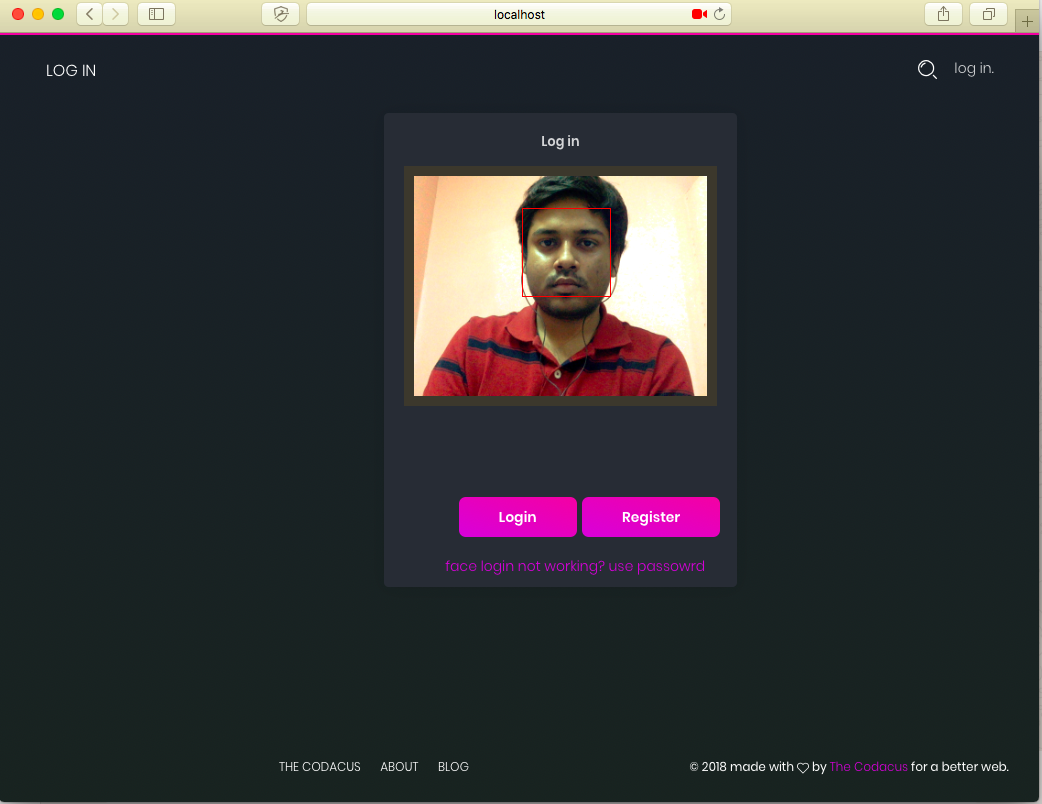 localhost
LOG IN
log in.
Log in
Login
Register
face login not working? use passowrd
THE CODACUS ABOUT BLOG
© 2018 made with ♡ by The Codacus for a better web.